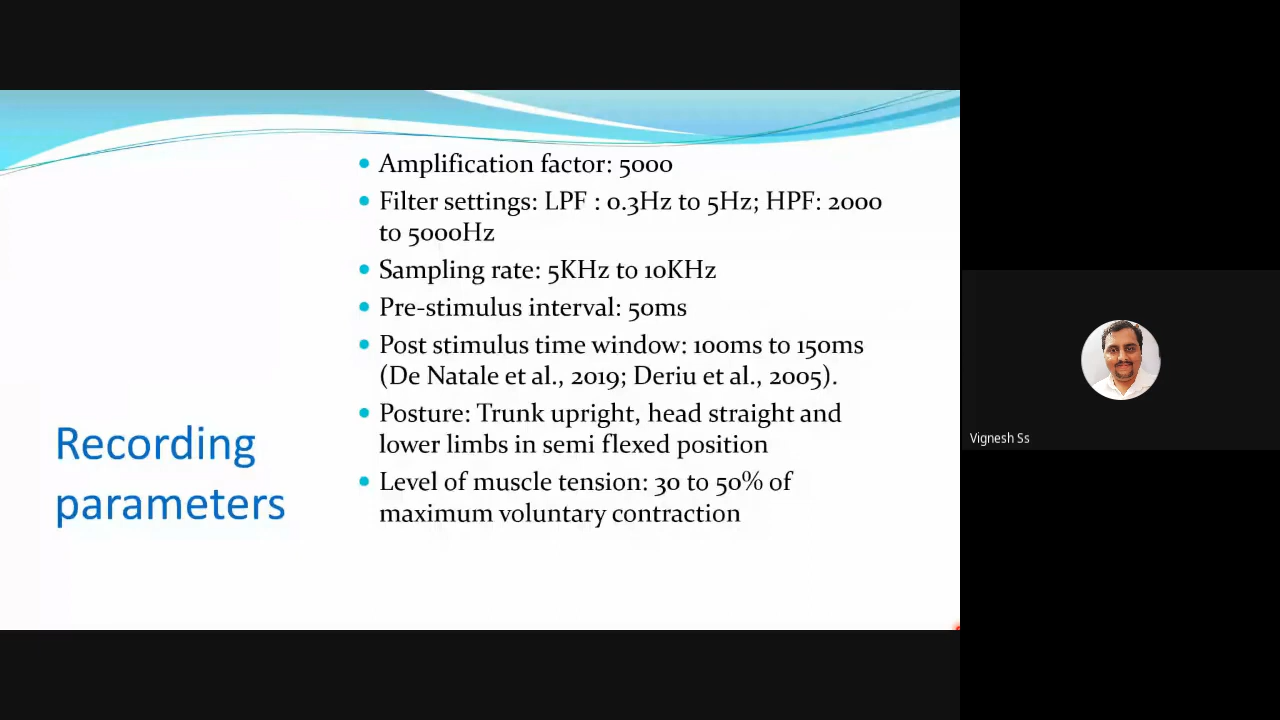 Amplification factor: 5000
Filter settings: LPF : 0.3Hz to 5Hz; HPF: 2000
to 5000Hz
Sampling rate: 5KHz to 10KHz
Pre-stimulus interval: 50ms
Post stimulus time window: 100ms to 150ms
(De Natale et al., 2019; Deriu et al., 2005).
Posture: Trunk upright, head straight and
lower limbs in semi flexed position
Level of muscle tension: 30 to 50% of
maximum voluntary contraction
Recording
parameters
Vignesh Ss